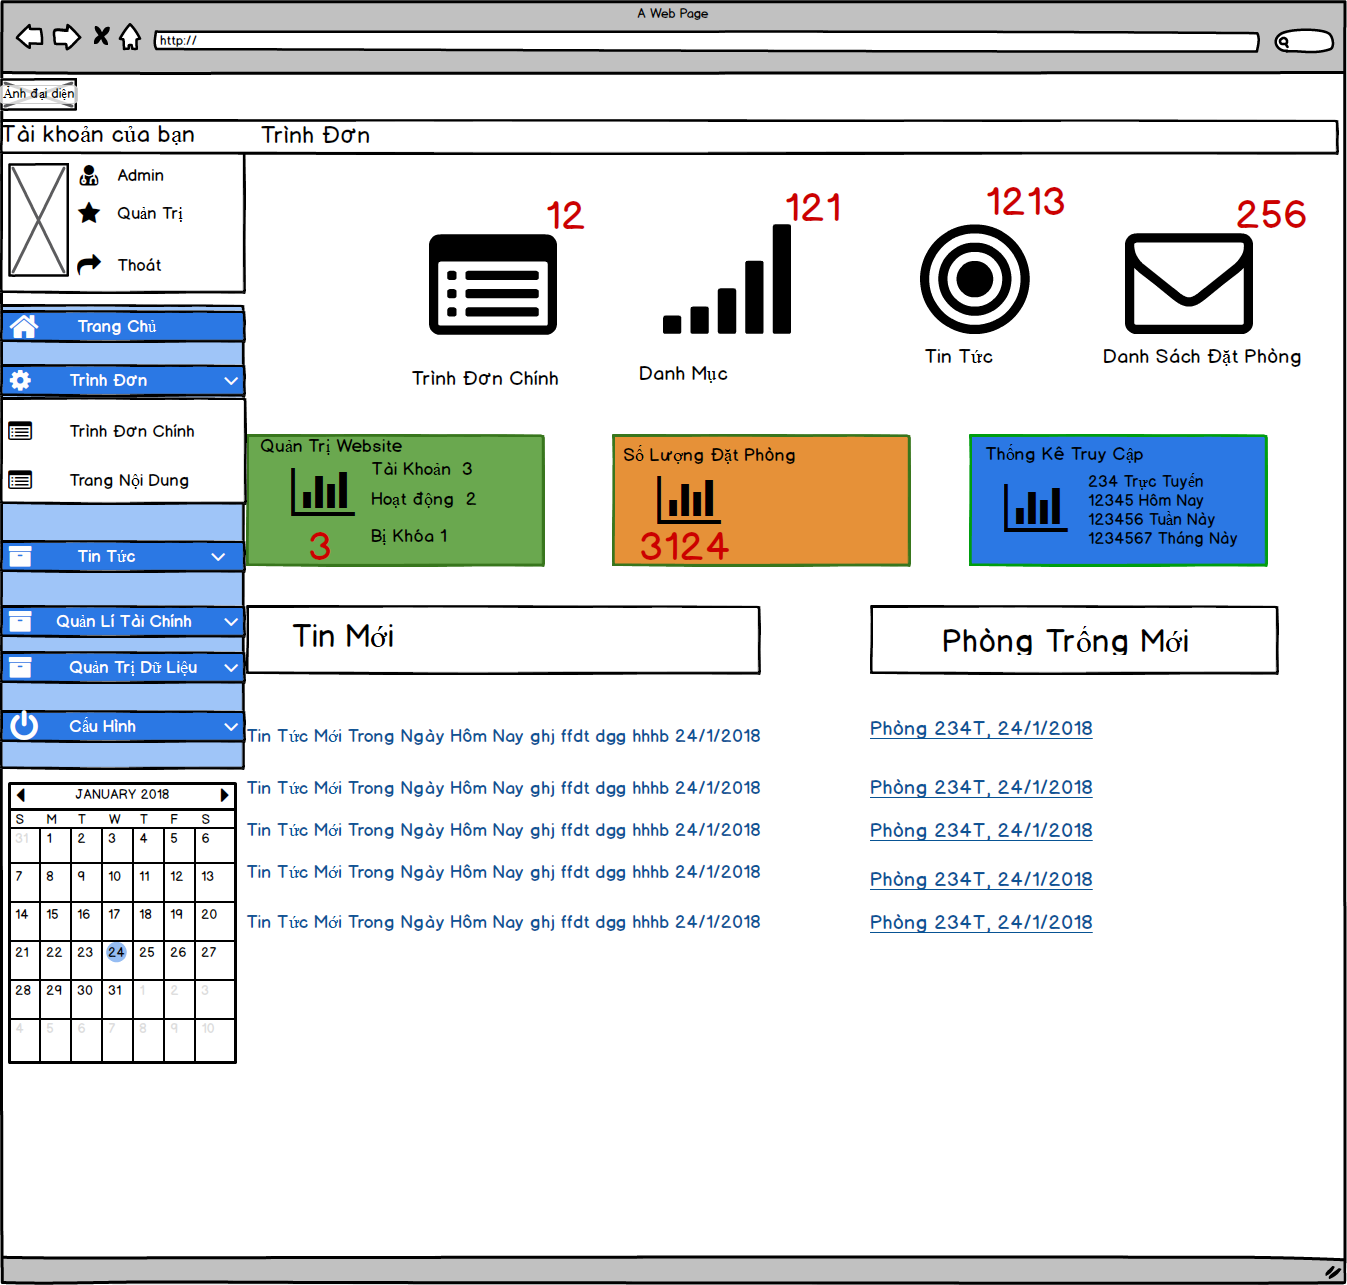 A Web Page
http://
Ảnh đại diện
Tài khoản của bạn
Trình Đơn
Admin
Quản Trị
Thoát
Trang Chủ
Trình Đơn
Trình Đơn Chính
Trang Nội Dung
Tin Tức
Quản Lí Tài Chính
Quản Trị Dữ Liệu
Cấu Hình
JANUARY 2018
S M T W T F S
31 1 2 3 4 5 6
7 8 9 10 11 12 13
14 15 16 17 18 19 20
21 22 23 24 25 26 27
28 29 30 31 1 2 3
4 5 6 7 8 9 10
12
Trình Đơn Chính
121
Danh Mục
1213
Tin Tức
256
Danh Sách Đặt Phòng
Quản Trị Website
Tài Khoản 3
Hoạt động 2
Bị Khóa 1
3
Số Lượng Đặt Phòng
3124
Thống Kê Truy Cập
234 Trực Tuyến
12345 Hôm Nay
123456 Tuần Này
1234567 Tháng Này
Tin Mới
Tin Tức Mới Trong Ngày Hôm Nay ghj ffdt dgg hhhb 24/1/2018
Tin Tức Mới Trong Ngày Hôm Nay ghj ffdt dgg hhhb 24/1/2018
Tin Tức Mới Trong Ngày Hôm Nay ghj ffdt dgg hhhb 24/1/2018
Tin Tức Mới Trong Ngày Hôm Nay ghj ffdt dgg hhhb 24/1/2018
Tin Tức Mới Trong Ngày Hôm Nay ghj ffdt dgg hhhb 24/1/2018
Phòng Trống Mới
Phòng 234T, 24/1/2018
Phòng 234T, 24/1/2018
Phòng 234T, 24/1/2018
Phòng 234T, 24/1/2018
Phòng 234T, 24/1/2018